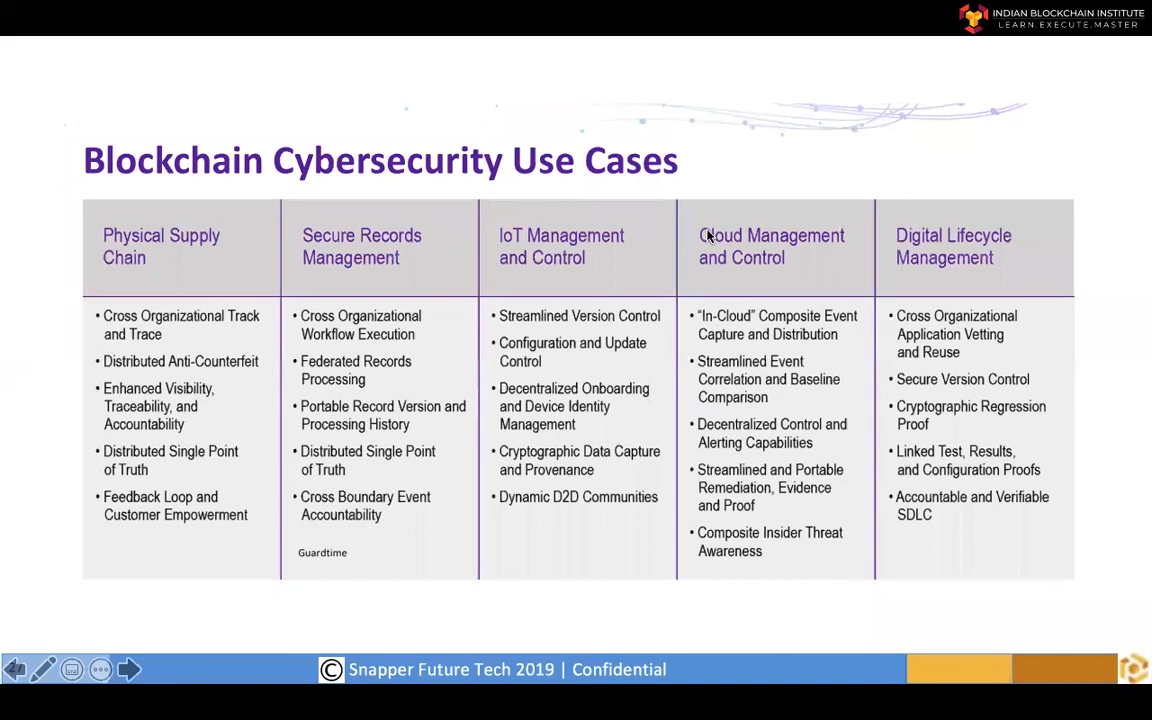 INDIAN BLOCKCHAIN INSTITUTE
LEARN.EXECUTE.MASTER
Blockchain Cybersecurity Use Cases
Physical Supply
Chain
• Cross Organizational Track
and Trace
• Distributed Anti-Counterfeit
• Enhanced Visibility,
Traceability, and
Accountability
• Distributed Single Point
of Truth
• Feedback Loop and
Customer Empowerment
Secure Records
Management
• Cross Organizational
Workflow Execution
• Federated Records
Processing
• Portable Record Version and
Processing History
• Distributed Single Point
of Truth
• Cross Boundary Event
Accountability
Guardtime
IoT Management
and Control
• Streamlined Version Control
• Configuration and Update
Control
• Decentralized Onboarding
and Device Identity
Management
• Cryptographic Data Capture
and Provenance
• Dynamic D2D Communities
Cloud Management
and Control
• “In-Cloud” Composite Event
Capture and Distribution
• Streamlined Event
Correlation and Baseline
Comparison
• Decentralized Control and
Alerting Capabilities
• Streamlined and Portable
Remediation, Evidence
and Proof
• Composite Insider Threat
Awareness
Digital Lifecycle
Management
• Cross Organizational
Application Vetting
and Reuse
• Secure Version Control
• Cryptographic Regression
Proof
• Linked Test, Results,
and Configuration Proofs
• Accountable and Verifiable
SDLC
© Snapper Future Tech 2019 | Confidential